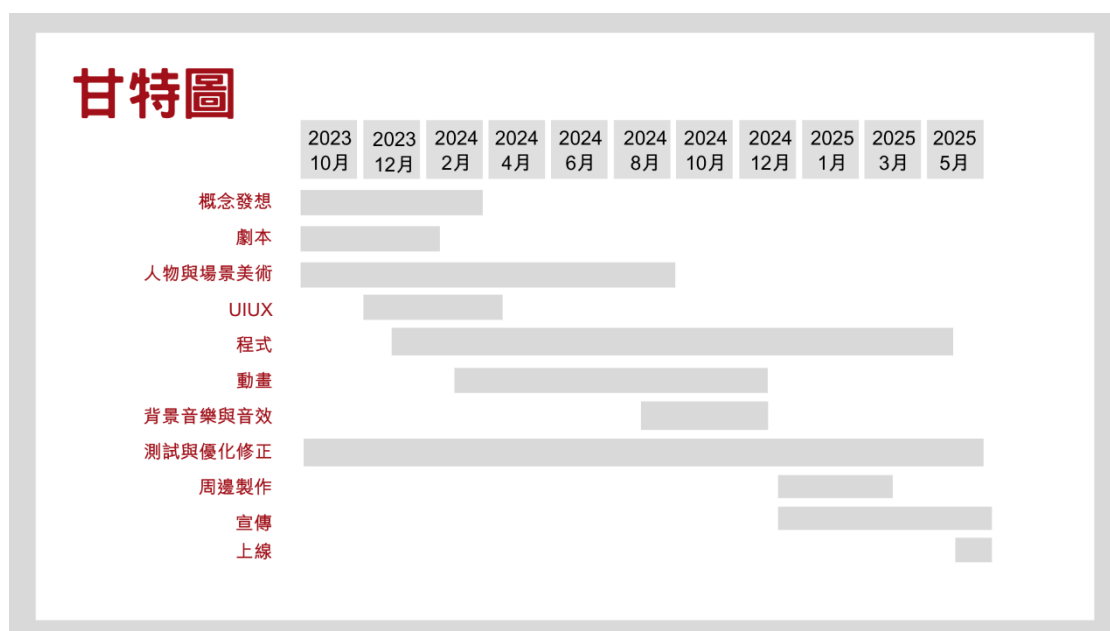 甘特圖
2023 2023 2024 2024 2024 2024 2024 2024 2025 2025 2025
10月 12月 2月 4月 6月 8月 10月 12月 1月 3月 5月
概念發想
劇本
人物與場景美術
UIUX
程式
動畫
背景音樂與音效
測試與優化修正
周邊製作
宣傳
上線